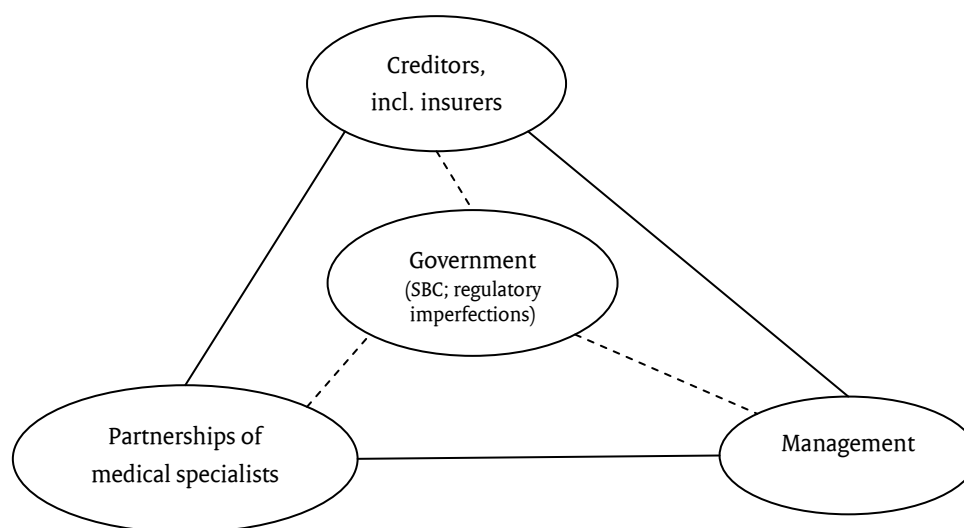 Creditors,
incl. insurers
Government
(SBC; regulatory
imperfections)
Partnerships of
medical specialists
Management